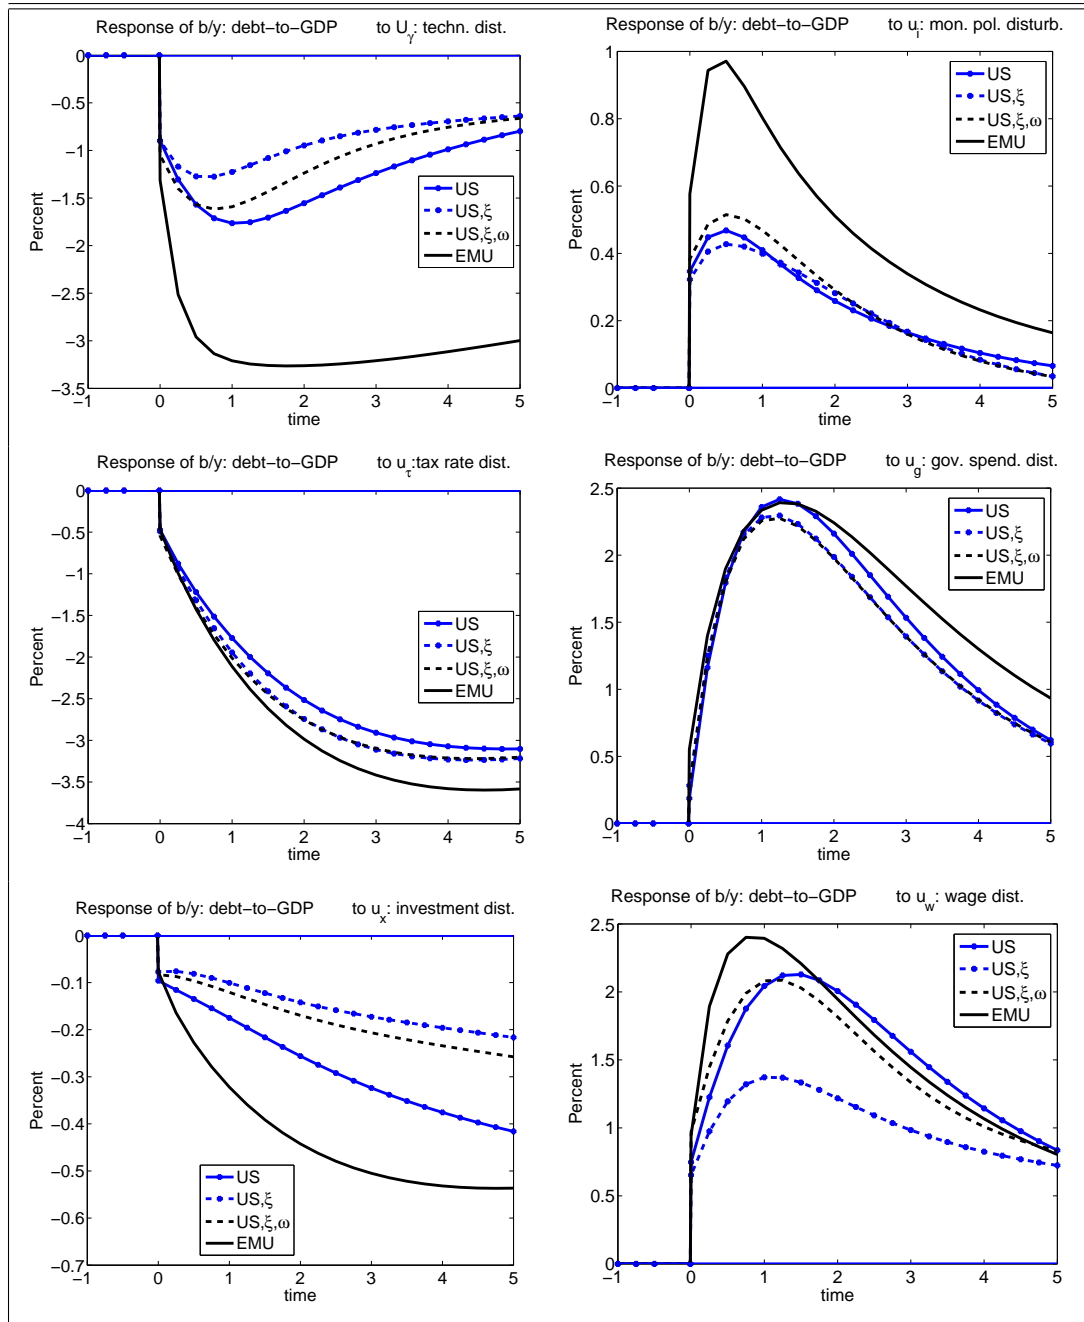 Response of b/y: debt−to−GDP to U_γ: techn. dist.
0
−0.5
−1
−1.5
−2
−2.5
−3
−3.5
Percent
−1 0 1 2 3 4 5
time
US
US,ξ
US,ξ,ω
EMU
Response of b/y: debt−to−GDP to u_i: mon. pol. disturb.
1
0.8
0.6
0.4
0.2
0
Percent
−1 0 1 2 3 4 5
time
US
US,ξ
US,ξ,ω
EMU
Response of b/y: debt−to−GDP to u_τ:tax rate dist.
0
−0.5
−1
−1.5
−2
−2.5
−3
−3.5
−4
Percent
−1 0 1 2 3 4 5
time
US
US,ξ
US,ξ,ω
EMU
Response of b/y: debt−to−GDP to u_g: gov. spend. dist.
2.5
2
1.5
1
0.5
0
Percent
−1 0 1 2 3 4 5
time
US
US,ξ
US,ξ,ω
EMU
Response of b/y: debt−to−GDP to u_x: investment dist.
0
−0.1
−0.2
−0.3
−0.4
−0.5
−0.6
−0.7
Percent
−1 0 1 2 3 4 5
time
US
US,ξ
US,ξ,ω
EMU
Response of b/y: debt−to−GDP to u_w: wage dist.
2.5
2
1.5
1
0.5
0
Percent
−1 0 1 2 3 4 5
time
US
US,ξ
US,ξ,ω
EMU